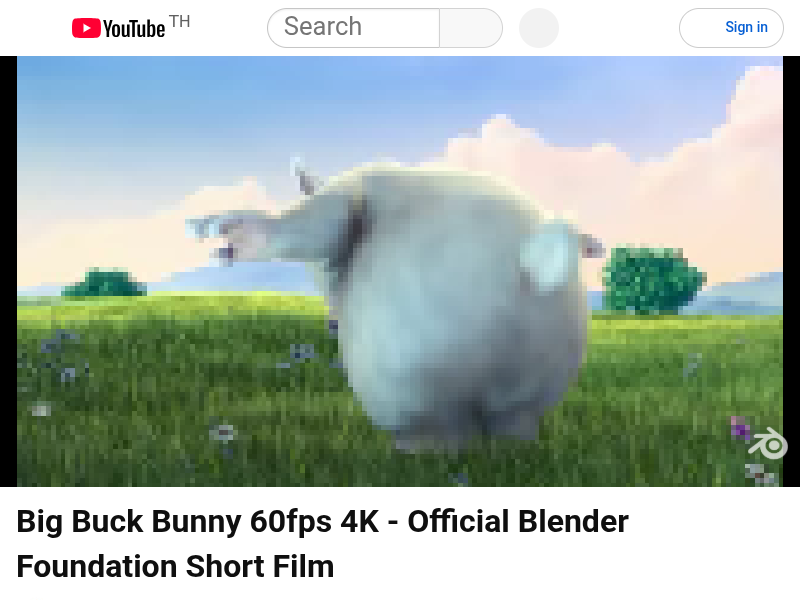 YouTube TH
Search
Sign in
Big Buck Bunny 60fps 4K - Official Blender
Foundation Short Film